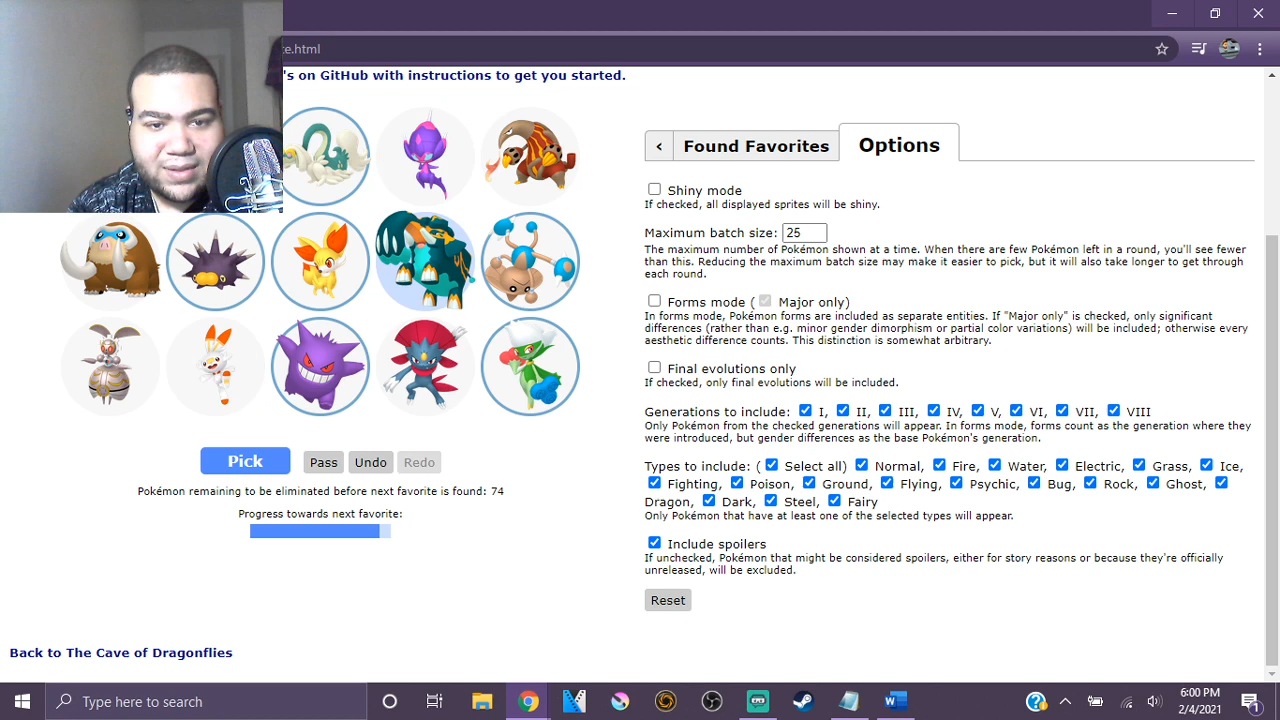 e.html
's on GitHub with instructions to get you started.
‹ Found Favorites Options
Shiny mode
If checked, all displayed sprites will be shiny.
Maximum batch size: 25
The maximum number of Pokémon shown at a time. When there are few Pokémon left in a round, you'll see fewer
than this. Reducing the maximum batch size may make it easier to pick, but it will also take longer to get through
each round.
Forms mode ( Major only)
In forms mode, Pokémon forms are included as separate entities. If "Major only" is checked, only significant
differences (rather than e.g. minor gender dimorphism or partial color variations) will be included; otherwise every
aesthetic difference counts. This distinction is somewhat arbitrary.
Final evolutions only
If checked, only final evolutions will be included.
Generations to include: I, II, III, IV, V, VI, VII, VIII
Only Pokémon from the checked generations will appear. In forms mode, forms count as the generation where they
were introduced, but gender differences as the base Pokémon's generation.
Types to include: ( Select all) Normal, Fire, Water, Electric, Grass, Ice,
Fighting, Poison, Ground, Flying, Psychic, Bug, Rock, Ghost,
Dragon, Dark, Steel, Fairy
Only Pokémon that have at least one of the selected types will appear.
Include spoilers
If unchecked, Pokémon that might be considered spoilers, either for story reasons or because they're officially
unreleased, will be excluded.
Reset
Pick Pass Undo Redo
Pokémon remaining to be eliminated before next favorite is found: 74
Progress towards next favorite:
Back to The Cave of Dragonflies
Type here to search
6:00 PM
2/4/2021